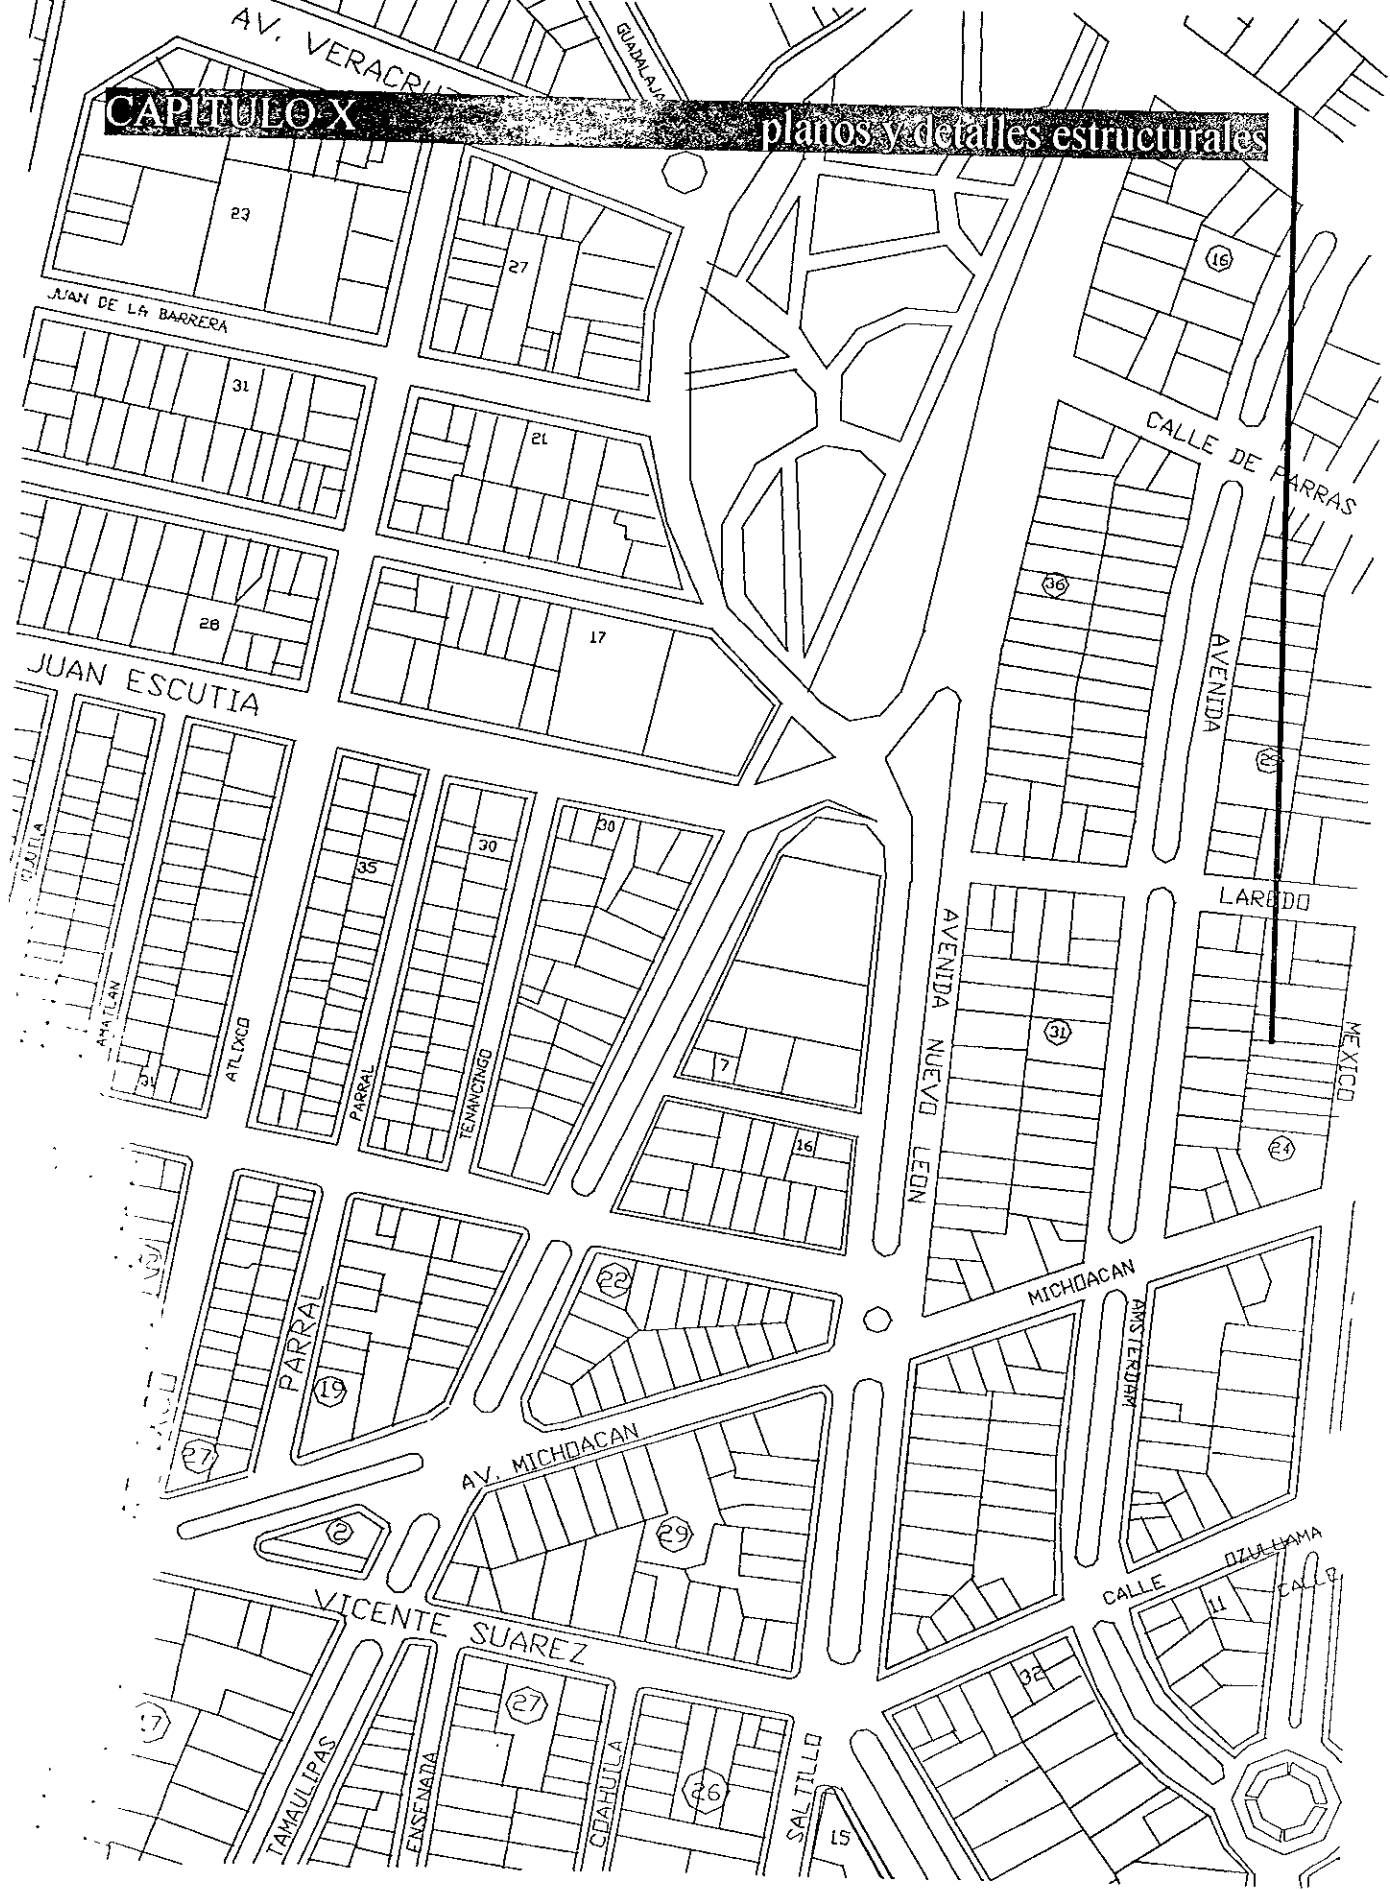 AV. VERACRUZ
GUADALAJA
CAPITULO X
planos y detalles estructurales
23
27
16
JUAN DE LA BARRERA
31
21
CALLE DE PARRAS
36
28
17
AVENIDA
JUAN ESCUTIA
30
30
35
LAREDO
AVENIDA NUEVO LEON
31
MEXICO
AMATLAN
ATLIXCO
31
PARRAL
TENANCINGO
7
16
24
22
MICHOACAN
AMSTERDAM
PARRAL
19
27
AV. MICHOACAN
2
29
OZULUAMA
CALLE
CALLE
11
VICENTE SUAREZ
32
27
17
TAMAULIPAS
ENSENADA
COAHUILA
26
SALTILLO
15